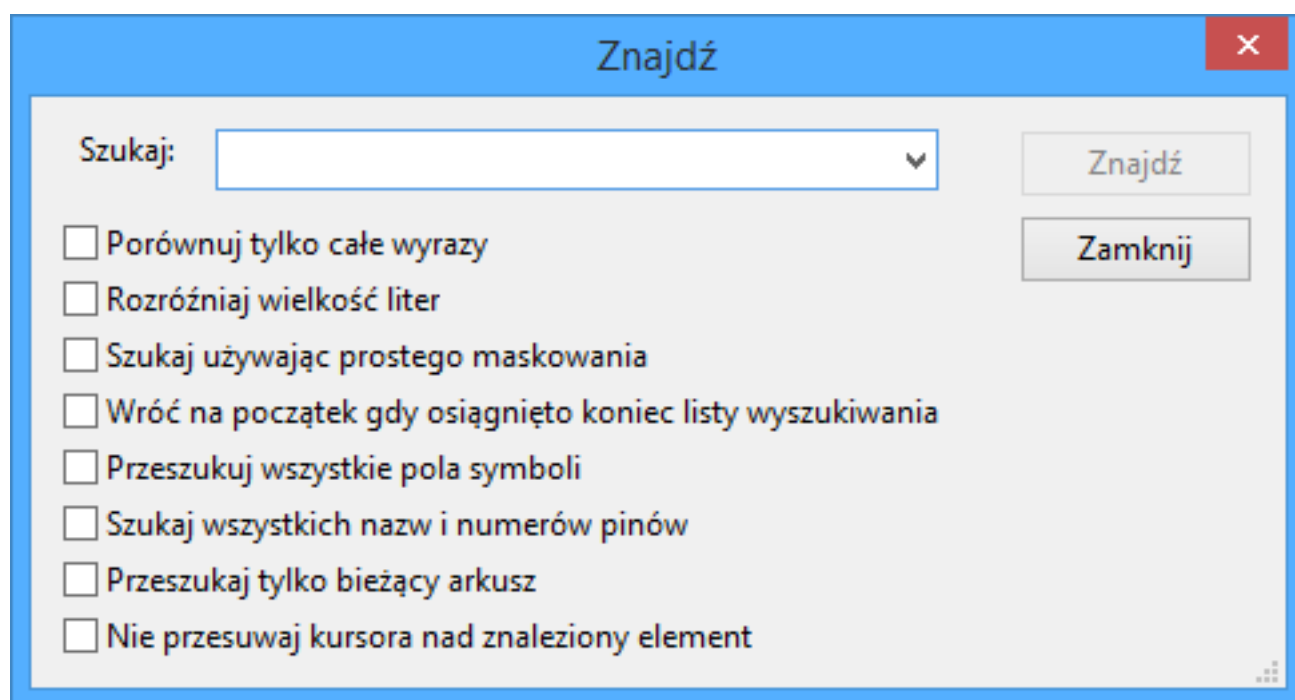 Znajdź
Szukaj:
Znajdź
Zamknij
Porównuj tylko całe wyrazy
Rozróźniaj wielkość liter
Szukaj używając prostego maskowania
Wróć na początek gdy osiągnięto koniec listy wyszukiwania
Przeszukuj wszystkie pola symboli
Szukaj wszystkich nazw i numerów pinów
Przeszukaj tylko bieżący arkusz
Nie przesuwaj kursora nad znaleziony element